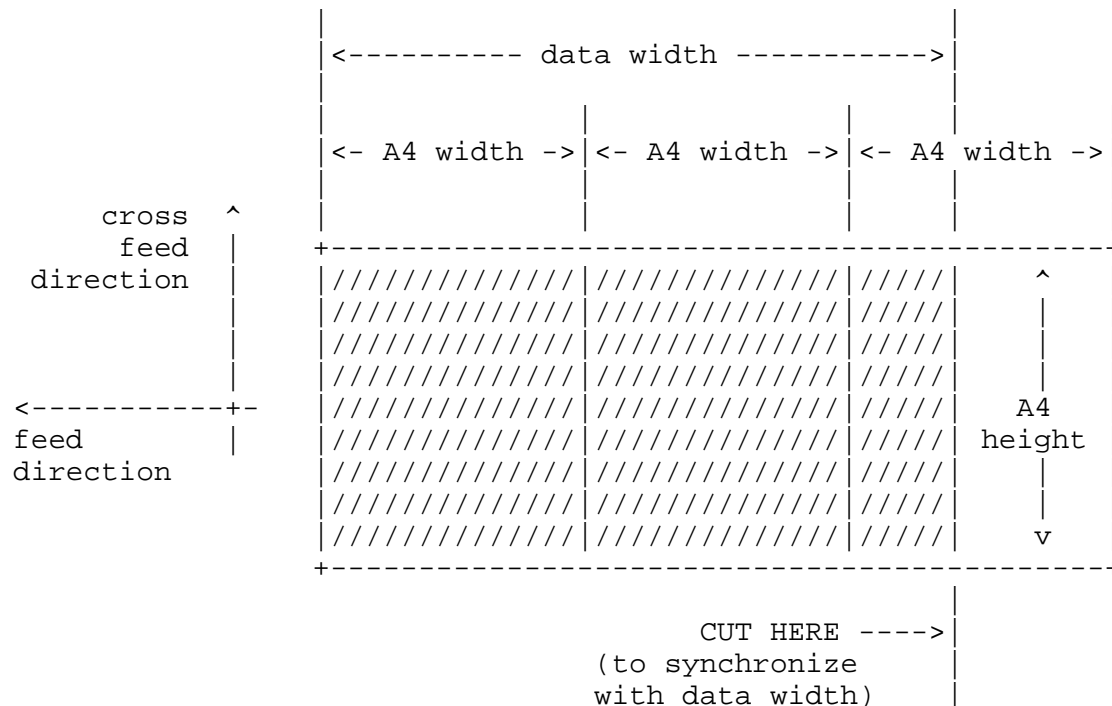 <---------- data width ----------->
<- A4 width -> <- A4 width -> <- A4 width ->
cross
feed
direction
<-----------+-
feed
direction
A4
height
CUT HERE ---->
(to synchronize
with data width)